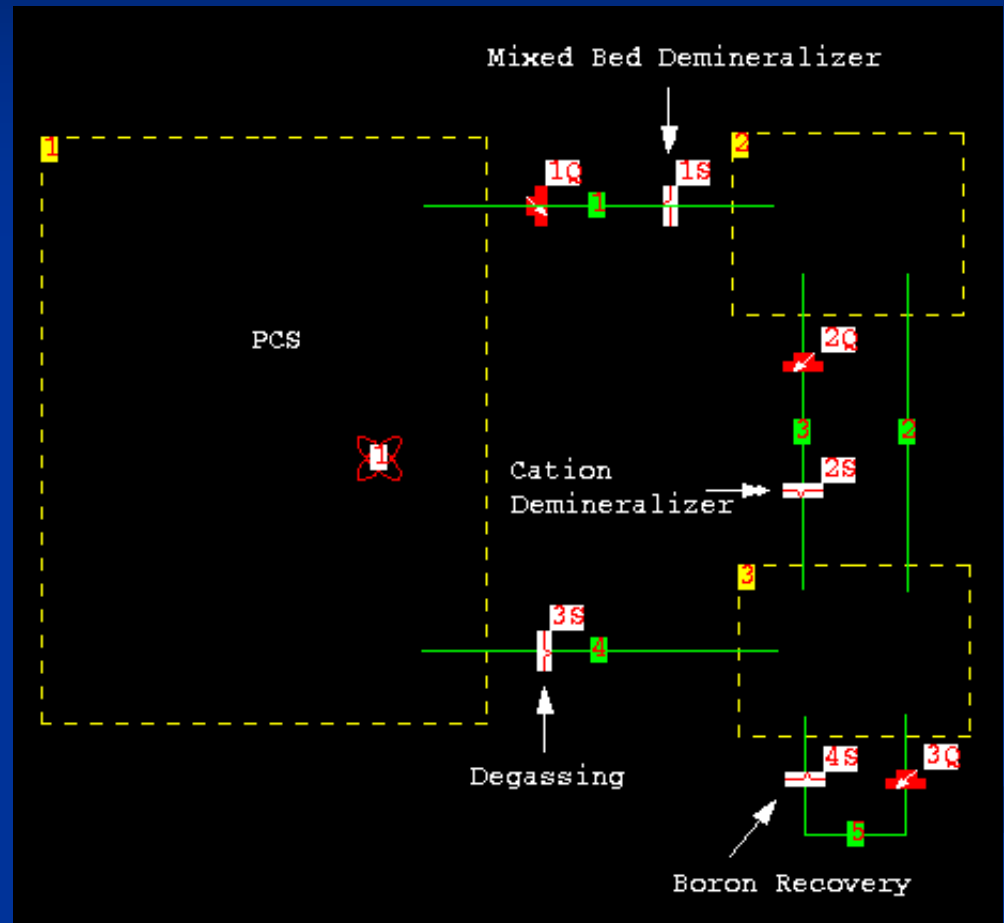 Mixed Bed Demineralizer
1
2
1Q
1S
1
PCS
2Q
3
2
1
Cation
Demineralizer
2S
3
3S
4
Degassing
4S
3Q
5
Boron Recovery